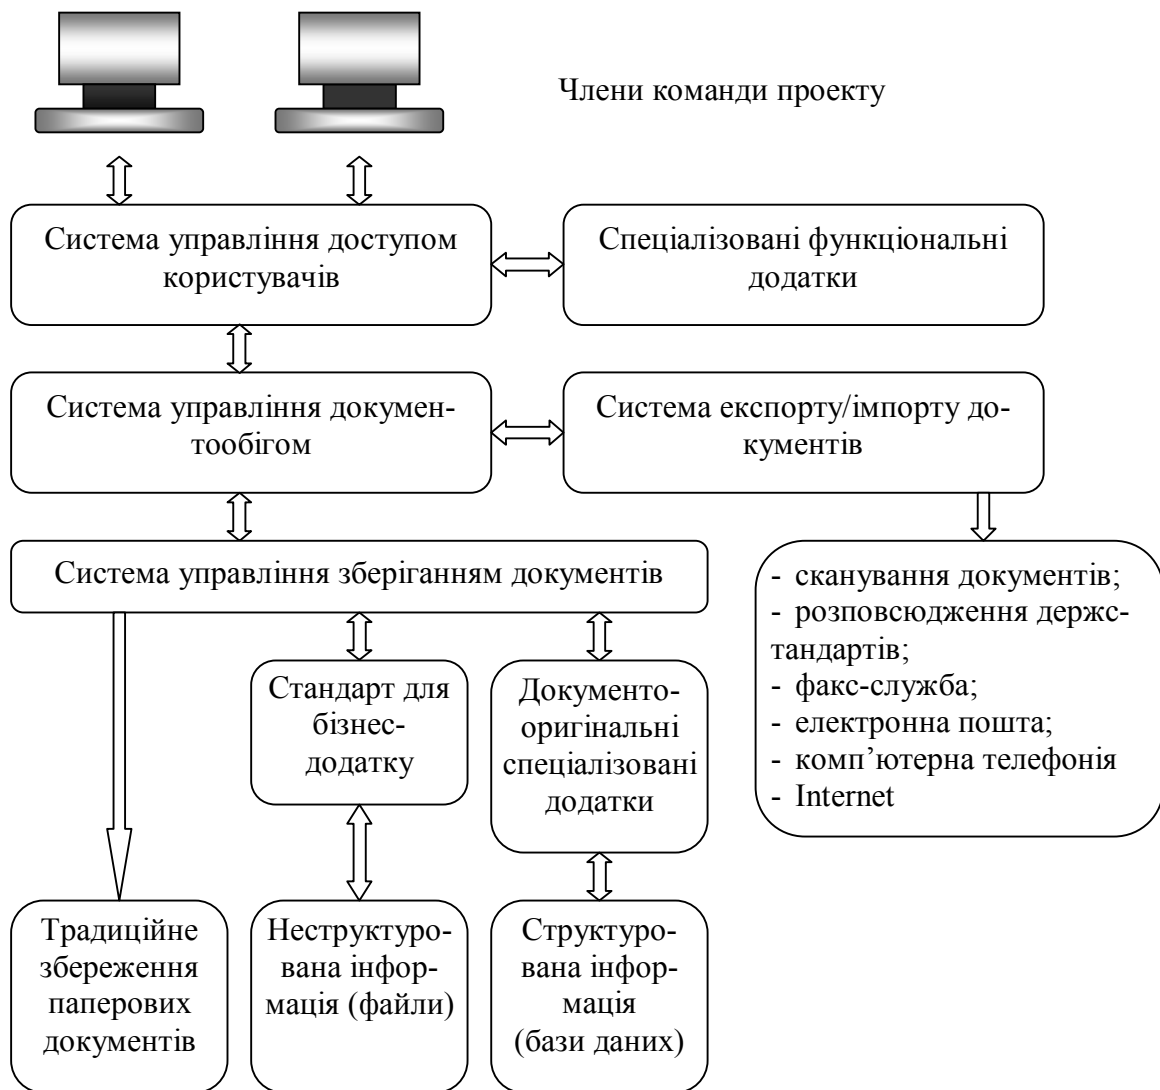 Члени команди проекту
Система управління доступом
користувачів
Спеціалізовані функціональні
додатки
Система управління докумен-
тообігом
Система експорту/імпорту до-
кументів
Система управління зберіганням документів
- сканування документів;
- розповсюдження держс-
тандартів;
- факс-служба;
- електронна пошта;
- комп’ютерна телефонія
- Internet
Стандарт для
бізнес-
додатку
Документо-
оригінальні
спеціалізовані
додатки
Традиційне
збереження
паперових
документів
Неструктуро-
вана інфор-
мація (файли)
Структуро-
вана інфор-
мація
(бази даних)